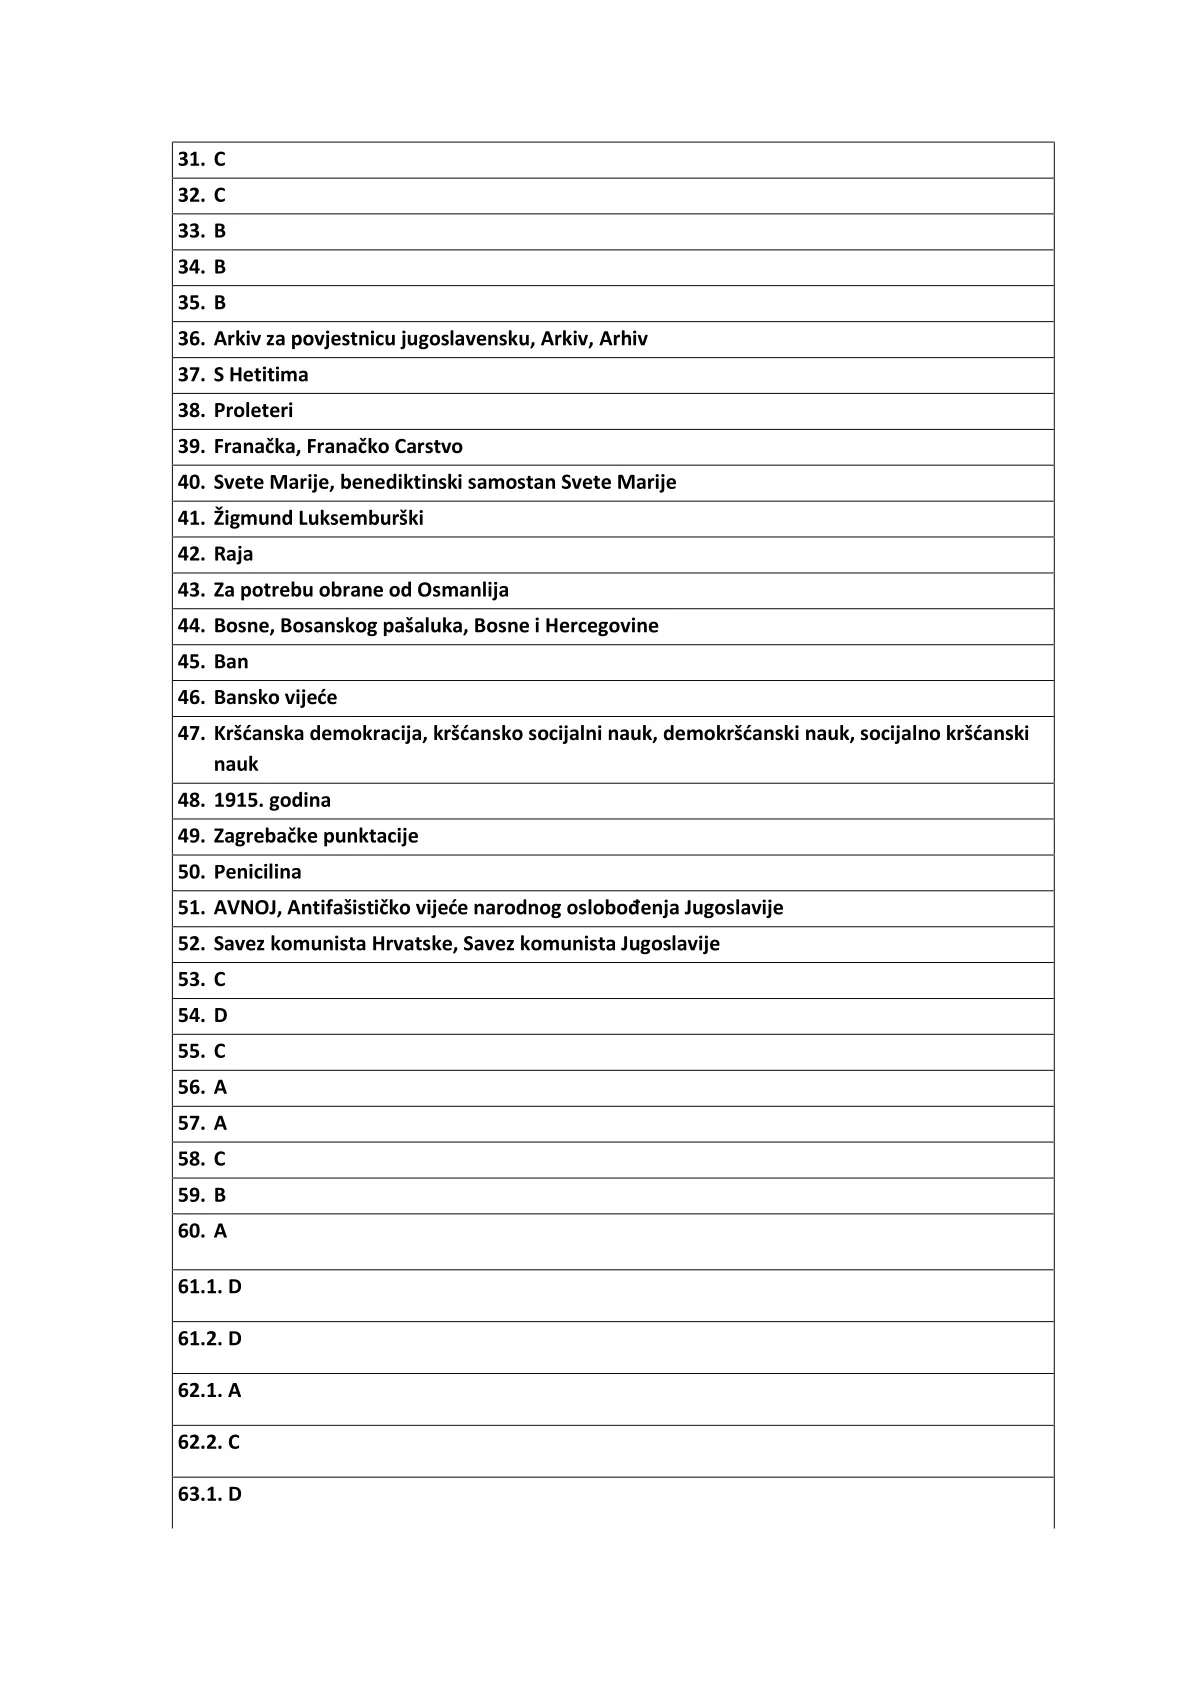 31. C
32. C
33. B
34. B
35. B
36. Arkiv za povjestnicu jugoslavensku, Arkiv, Arhiv
37. S Hetitima
38. Proleteri
39. Franačka, Franačko Carstvo
40. Svete Marije, benediktinski samostan Svete Marije
41. Žigmund Luksemburški
42. Raja
43. Za potrebu obrane od Osmanlija
44. Bosne, Bosanskog pašaluka, Bosne i Hercegovine
45. Ban
46. Bansko vijeće
47. Kršćanska demokracija, kršćansko socijalni nauk, demokršćanski nauk, socijalno kršćanski
nauk
48. 1915. godina
49. Zagrebačke punktacije
50. Penicilina
51. AVNOJ, Antifašističko vijeće narodnog oslobođenja Jugoslavije
52. Savez komunista Hrvatske, Savez komunista Jugoslavije
53. C
54. D
55. C
56. A
57. A
58. C
59. B
60. A
61.1. D
61.2. D
62.1. A
62.2. C
63.1. D